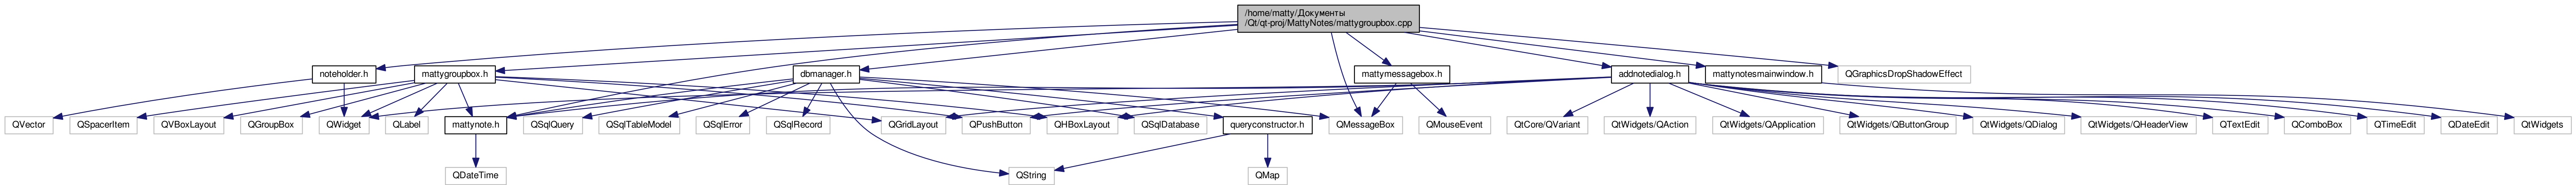 /home/matty/Документы
/Qt/qt-proj/MattyNotes/mattygroupbox.cpp
noteholder.h
mattygroupbox.h
dbmanager.h
mattymessagebox.h
addnotedialog.h
mattynotesmainwindow.h
QGraphicsDropShadowEffect
QVector
QSpacerItem
QVBoxLayout
QGroupBox
QWidget
QLabel
mattynote.h
QSqlQuery
QSqlTableModel
QSqlError
QSqlRecord
QGridLayout
QPushButton
QHBoxLayout
QSqlDatabase
queryconstructor.h
QMessageBox
QMouseEvent
QtCore/QVariant
QtWidgets/QAction
QtWidgets/QApplication
QtWidgets/QButtonGroup
QtWidgets/QDialog
QtWidgets/QHeaderView
QTextEdit
QComboBox
QTimeEdit
QDateEdit
QtWidgets
QDateTime
QString
QMap